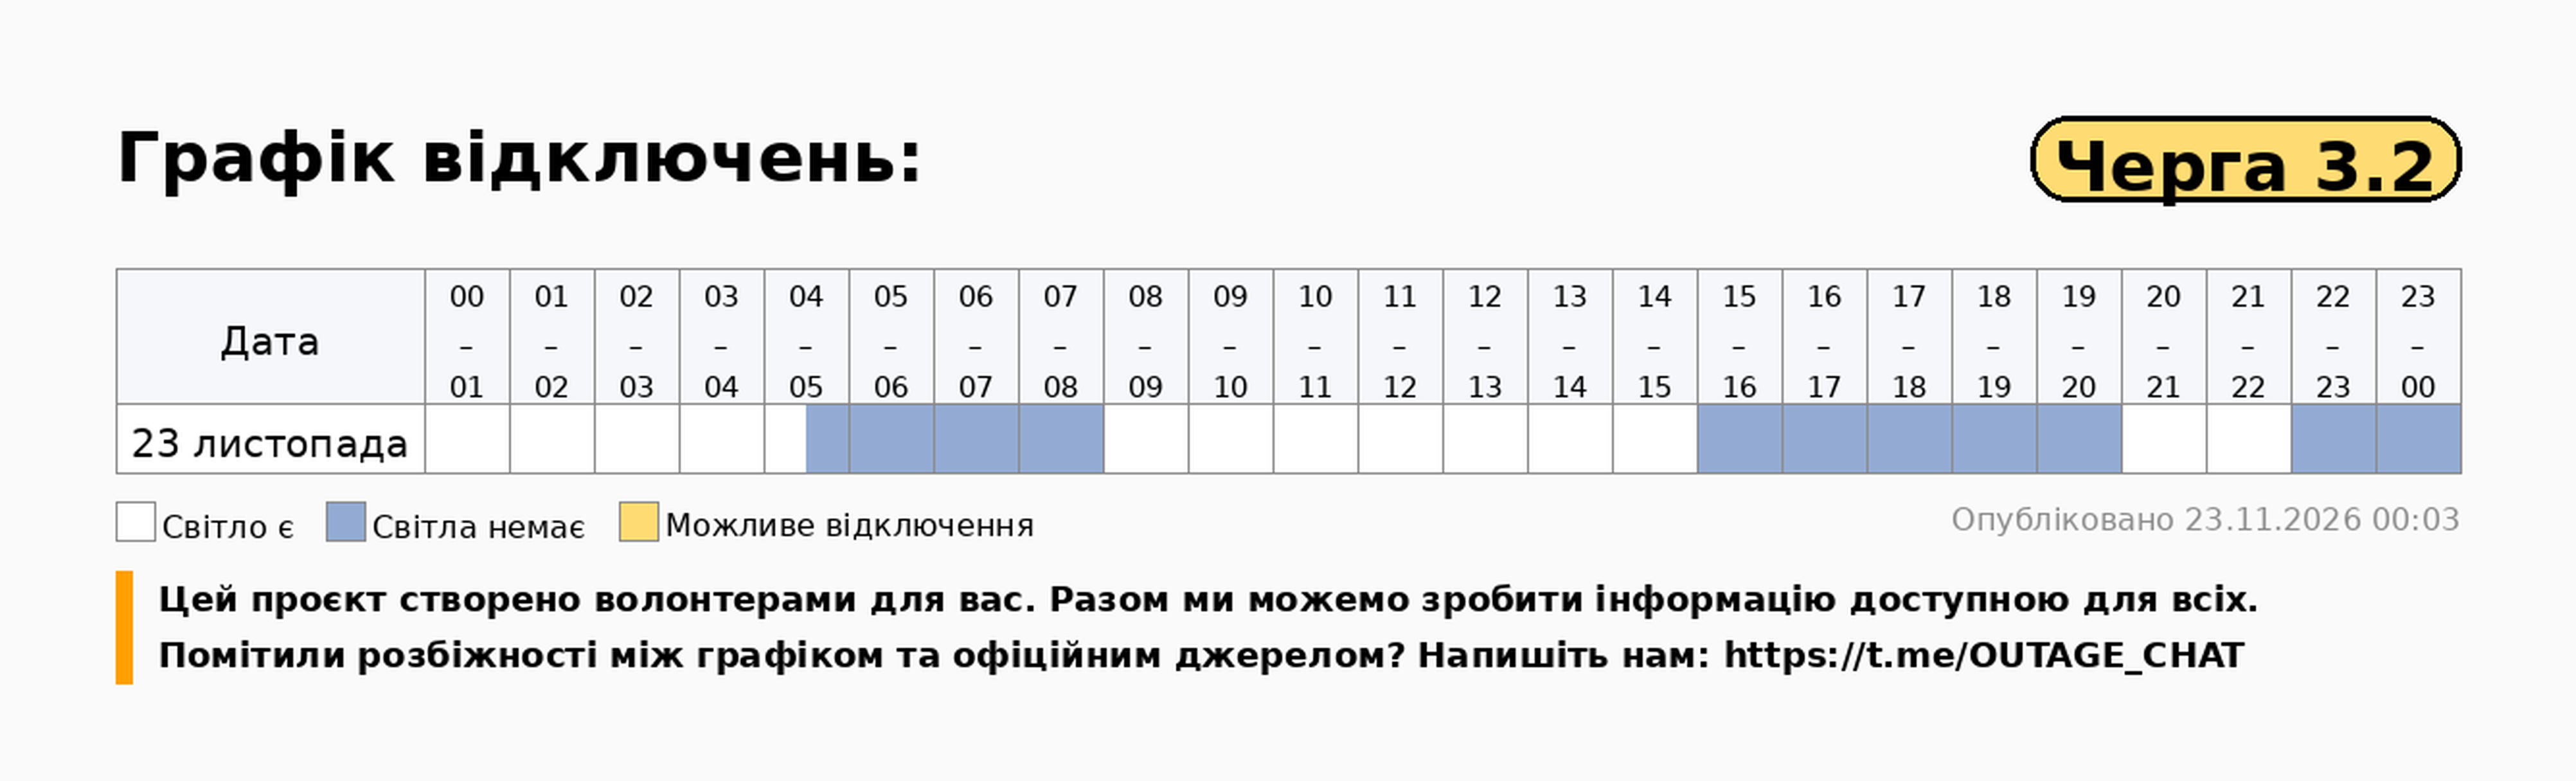 Графік відключень:
Черга 3.2
Дата
00 – 01
01 – 02
02 – 03
03 – 04
04 – 05
05 – 06
06 – 07
07 – 08
08 – 09
09 – 10
10 – 11
11 – 12
12 – 13
13 – 14
14 – 15
15 – 16
16 – 17
17 – 18
18 – 19
19 – 20
20 – 21
21 – 22
22 – 23
23 – 00
23 листопада
Світло є
Світла немає
Можливе відключення
Опубліковано 23.11.2026 00:03
Цей проєкт створено волонтерами для вас. Разом ми можемо зробити інформацію доступною для всіх.
Помітили розбіжності між графіком та офіційним джерелом? Напишіть нам: https://t.me/OUTAGE_CHAT